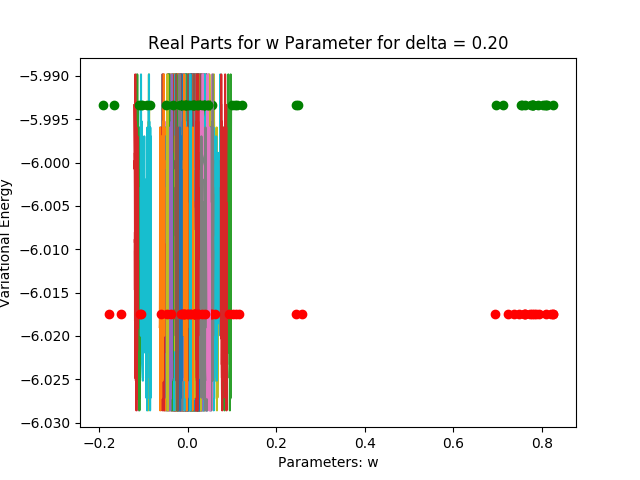 Real Parts for w Parameter for delta = 0.20
−5.990
−5.995
−6.000
−6.005
−6.010
−6.015
−6.020
−6.025
−6.030
Variational Energy
−0.2 0.0 0.2 0.4 0.6 0.8
Parameters: w